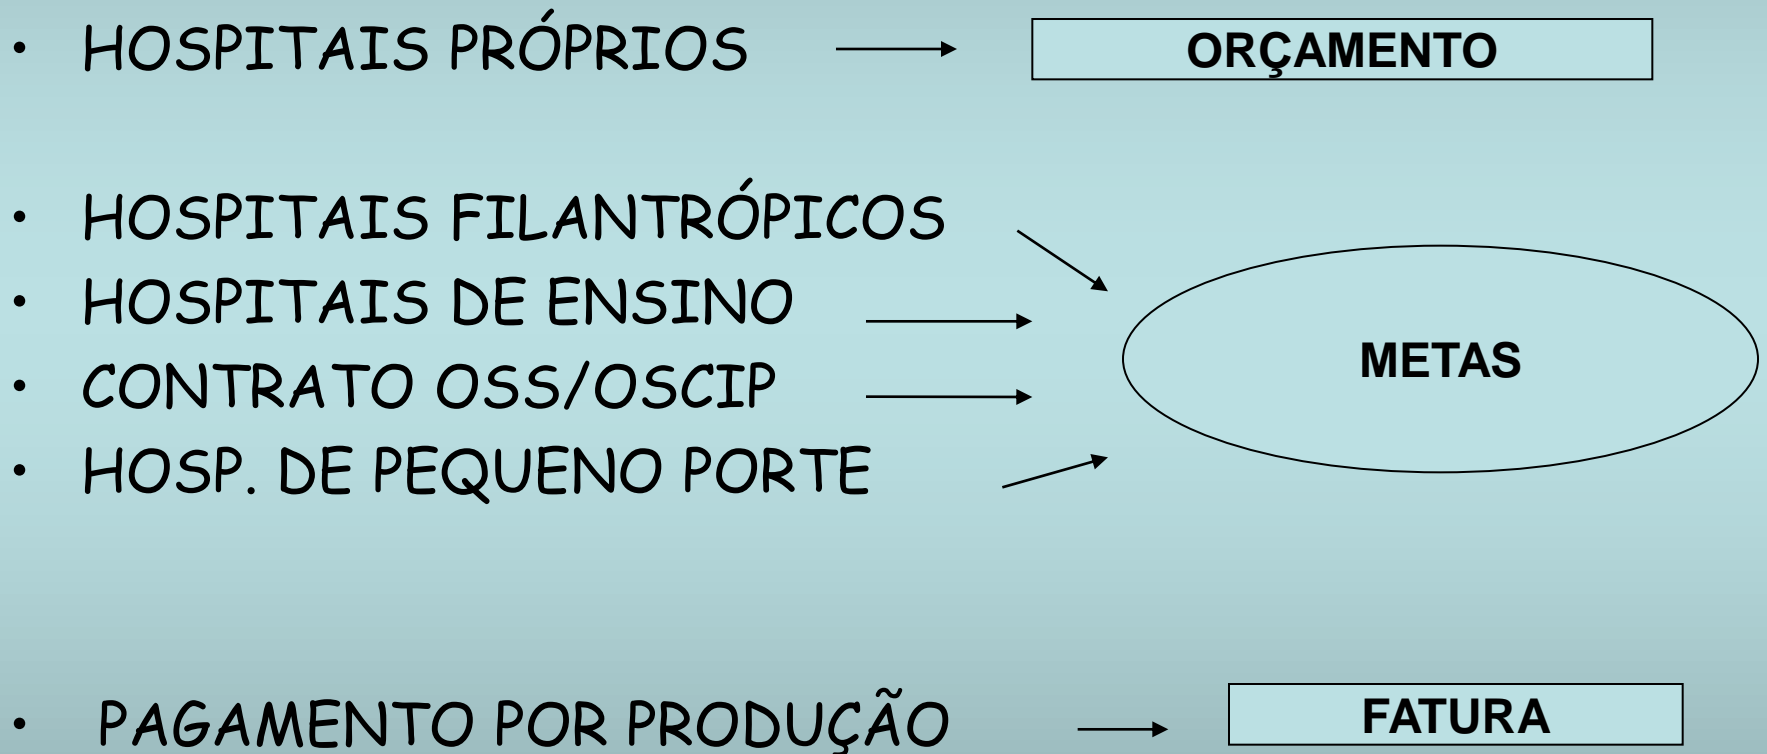 • HOSPITAIS PRÓPRIOS ORÇAMENTO
• HOSPITAIS FILANTRÓPICOS
• HOSPITAIS DE ENSINO
METAS
• CONTRATO OSS/OSCIP
• HOSP. DE PEQUENO PORTE
• PAGAMENTO POR PRODUÇÃO FATURA